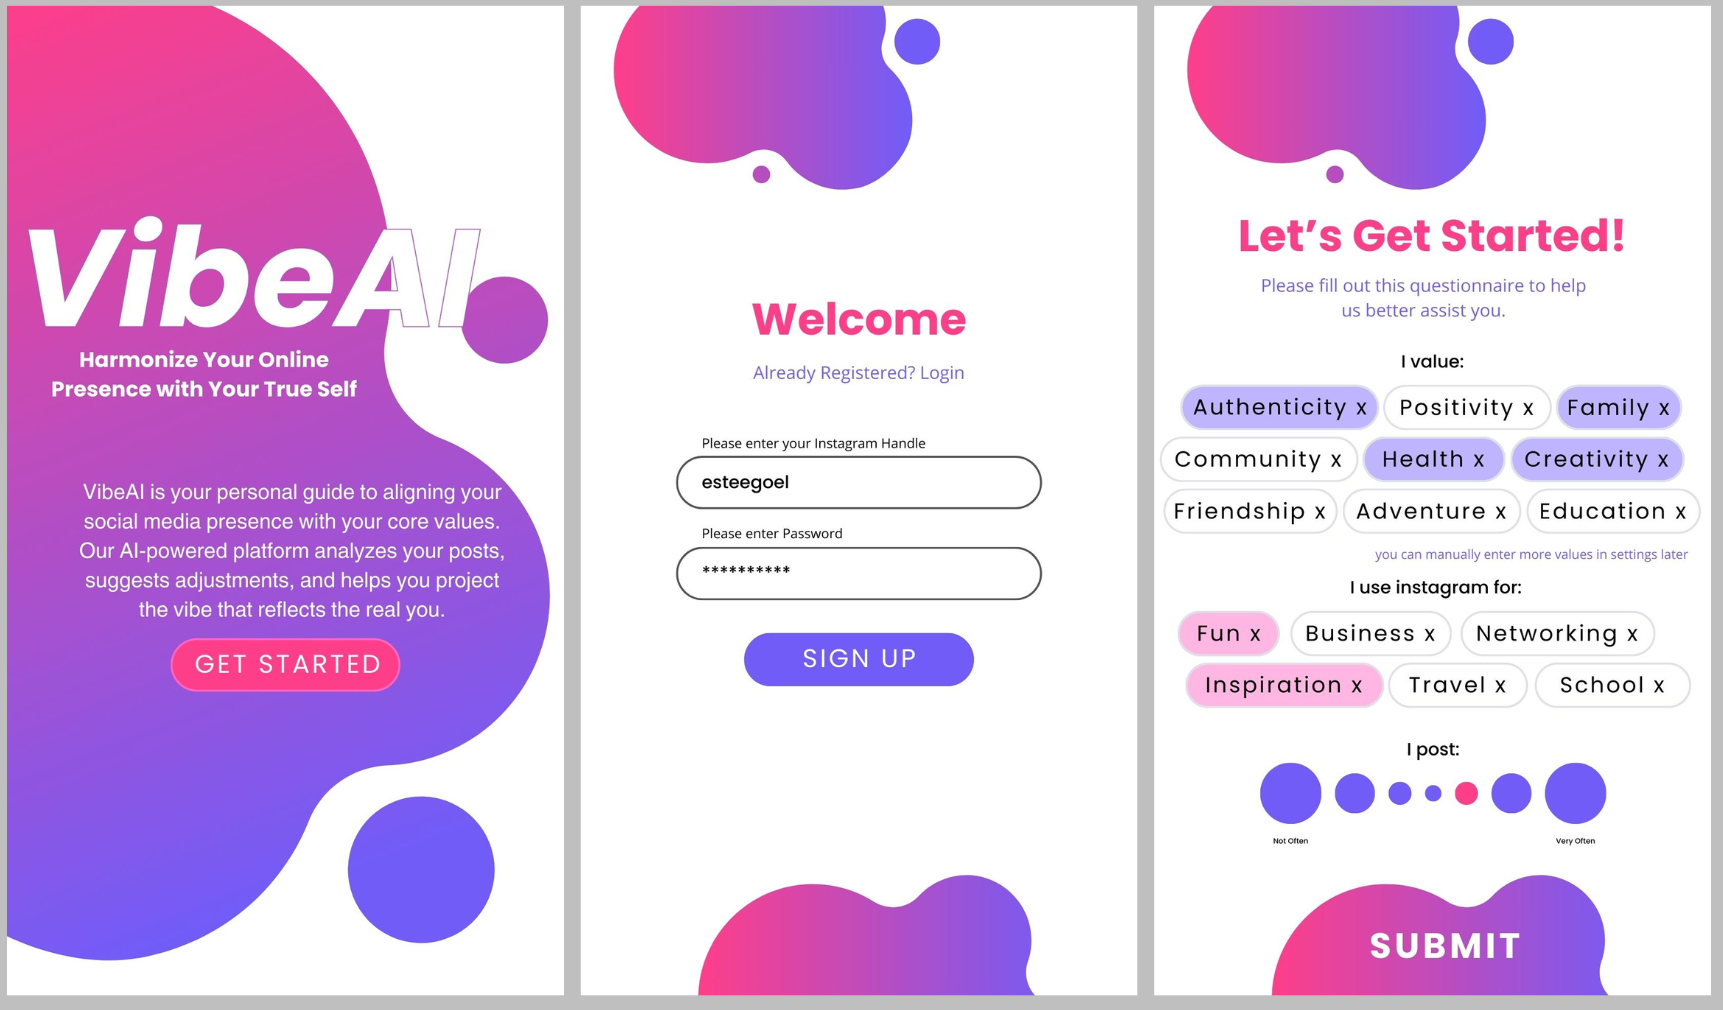 VibeAI
Harmonize Your Online
Presence with Your True Self
VibeAI is your personal guide to aligning your
social media presence with your core values.
Our AI-powered platform analyzes your posts,
suggests adjustments, and helps you project
the vibe that reflects the real you.
GET STARTED
Welcome
Already Registered? Login
Please enter your Instagram Handle
esteegoel
Please enter Password
**********
SIGN UP
Let’s Get Started!
Please fill out this questionnaire to help
us better assist you.
I value:
Authenticity x Positivity x Family x
Community x Health x Creativity x
Friendship x Adventure x Education x
you can manually enter more values in settings later
I use instagram for:
Fun x Business x Networking x
Inspiration x Travel x School x
I post:
Not Often Very Often
SUBMIT